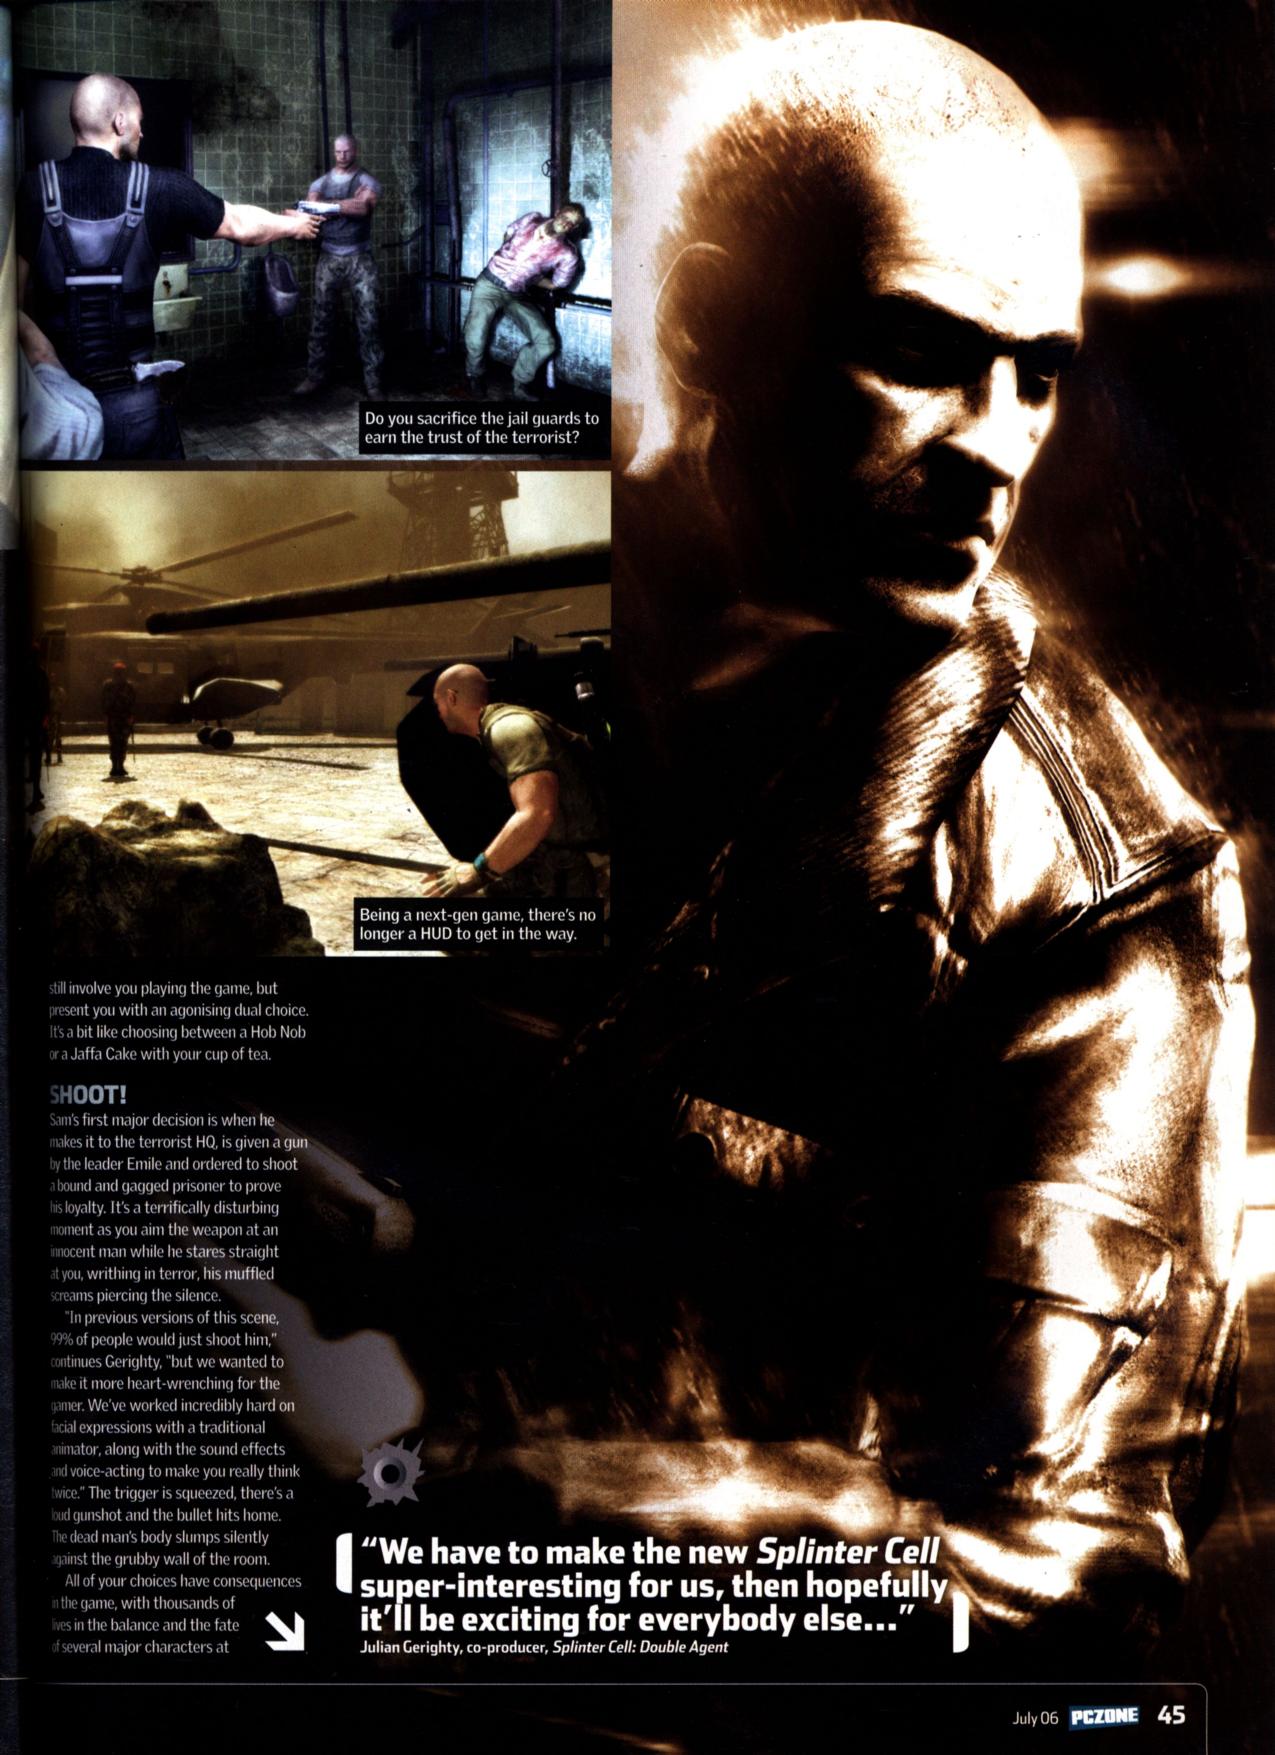 Do you sacrifice the jail guards to
earn the trust of the terrorist?
Being a next-gen game, there's no
longer a HUD to get in the way.
still involve you playing the game, but
present you with an agonising dual choice.
It's a bit like choosing between a Hob Nob
or a Jaffa Cake with your cup of tea.
SHOOT!
Sam's first major decision is when he
makes it to the terrorist HQ, is given a gun
by the leader Emile and ordered to shoot
a bound and gagged prisoner to prove
his loyalty. It's a terrifically disturbing
moment as you aim the weapon at an
innocent man while he stares straight
at you, writhing in terror, his muffled
screams piercing the silence.
"In previous versions of this scene,
99% of people would just shoot him,"
continues Gerighty, "but we wanted to
make it more heart-wrenching for the
gamer. We've worked incredibly hard on
facial expressions with a traditional
animator, along with the sound effects
and voice-acting to make you really think
twice." The trigger is squeezed, there's a
loud gunshot and the bullet hits home.
The dead man's body slumps silently
against the grubby wall of the room.
All of your choices have consequences
in the game, with thousands of
lives in the balance and the fate
of several major characters at
"We have to make the new Splinter Cell
super-interesting for us, then hopefully
it'll be exciting for everybody else..."
Julian Gerighty, co-producer, Splinter Cell: Double Agent
July 06 PCZONE 45